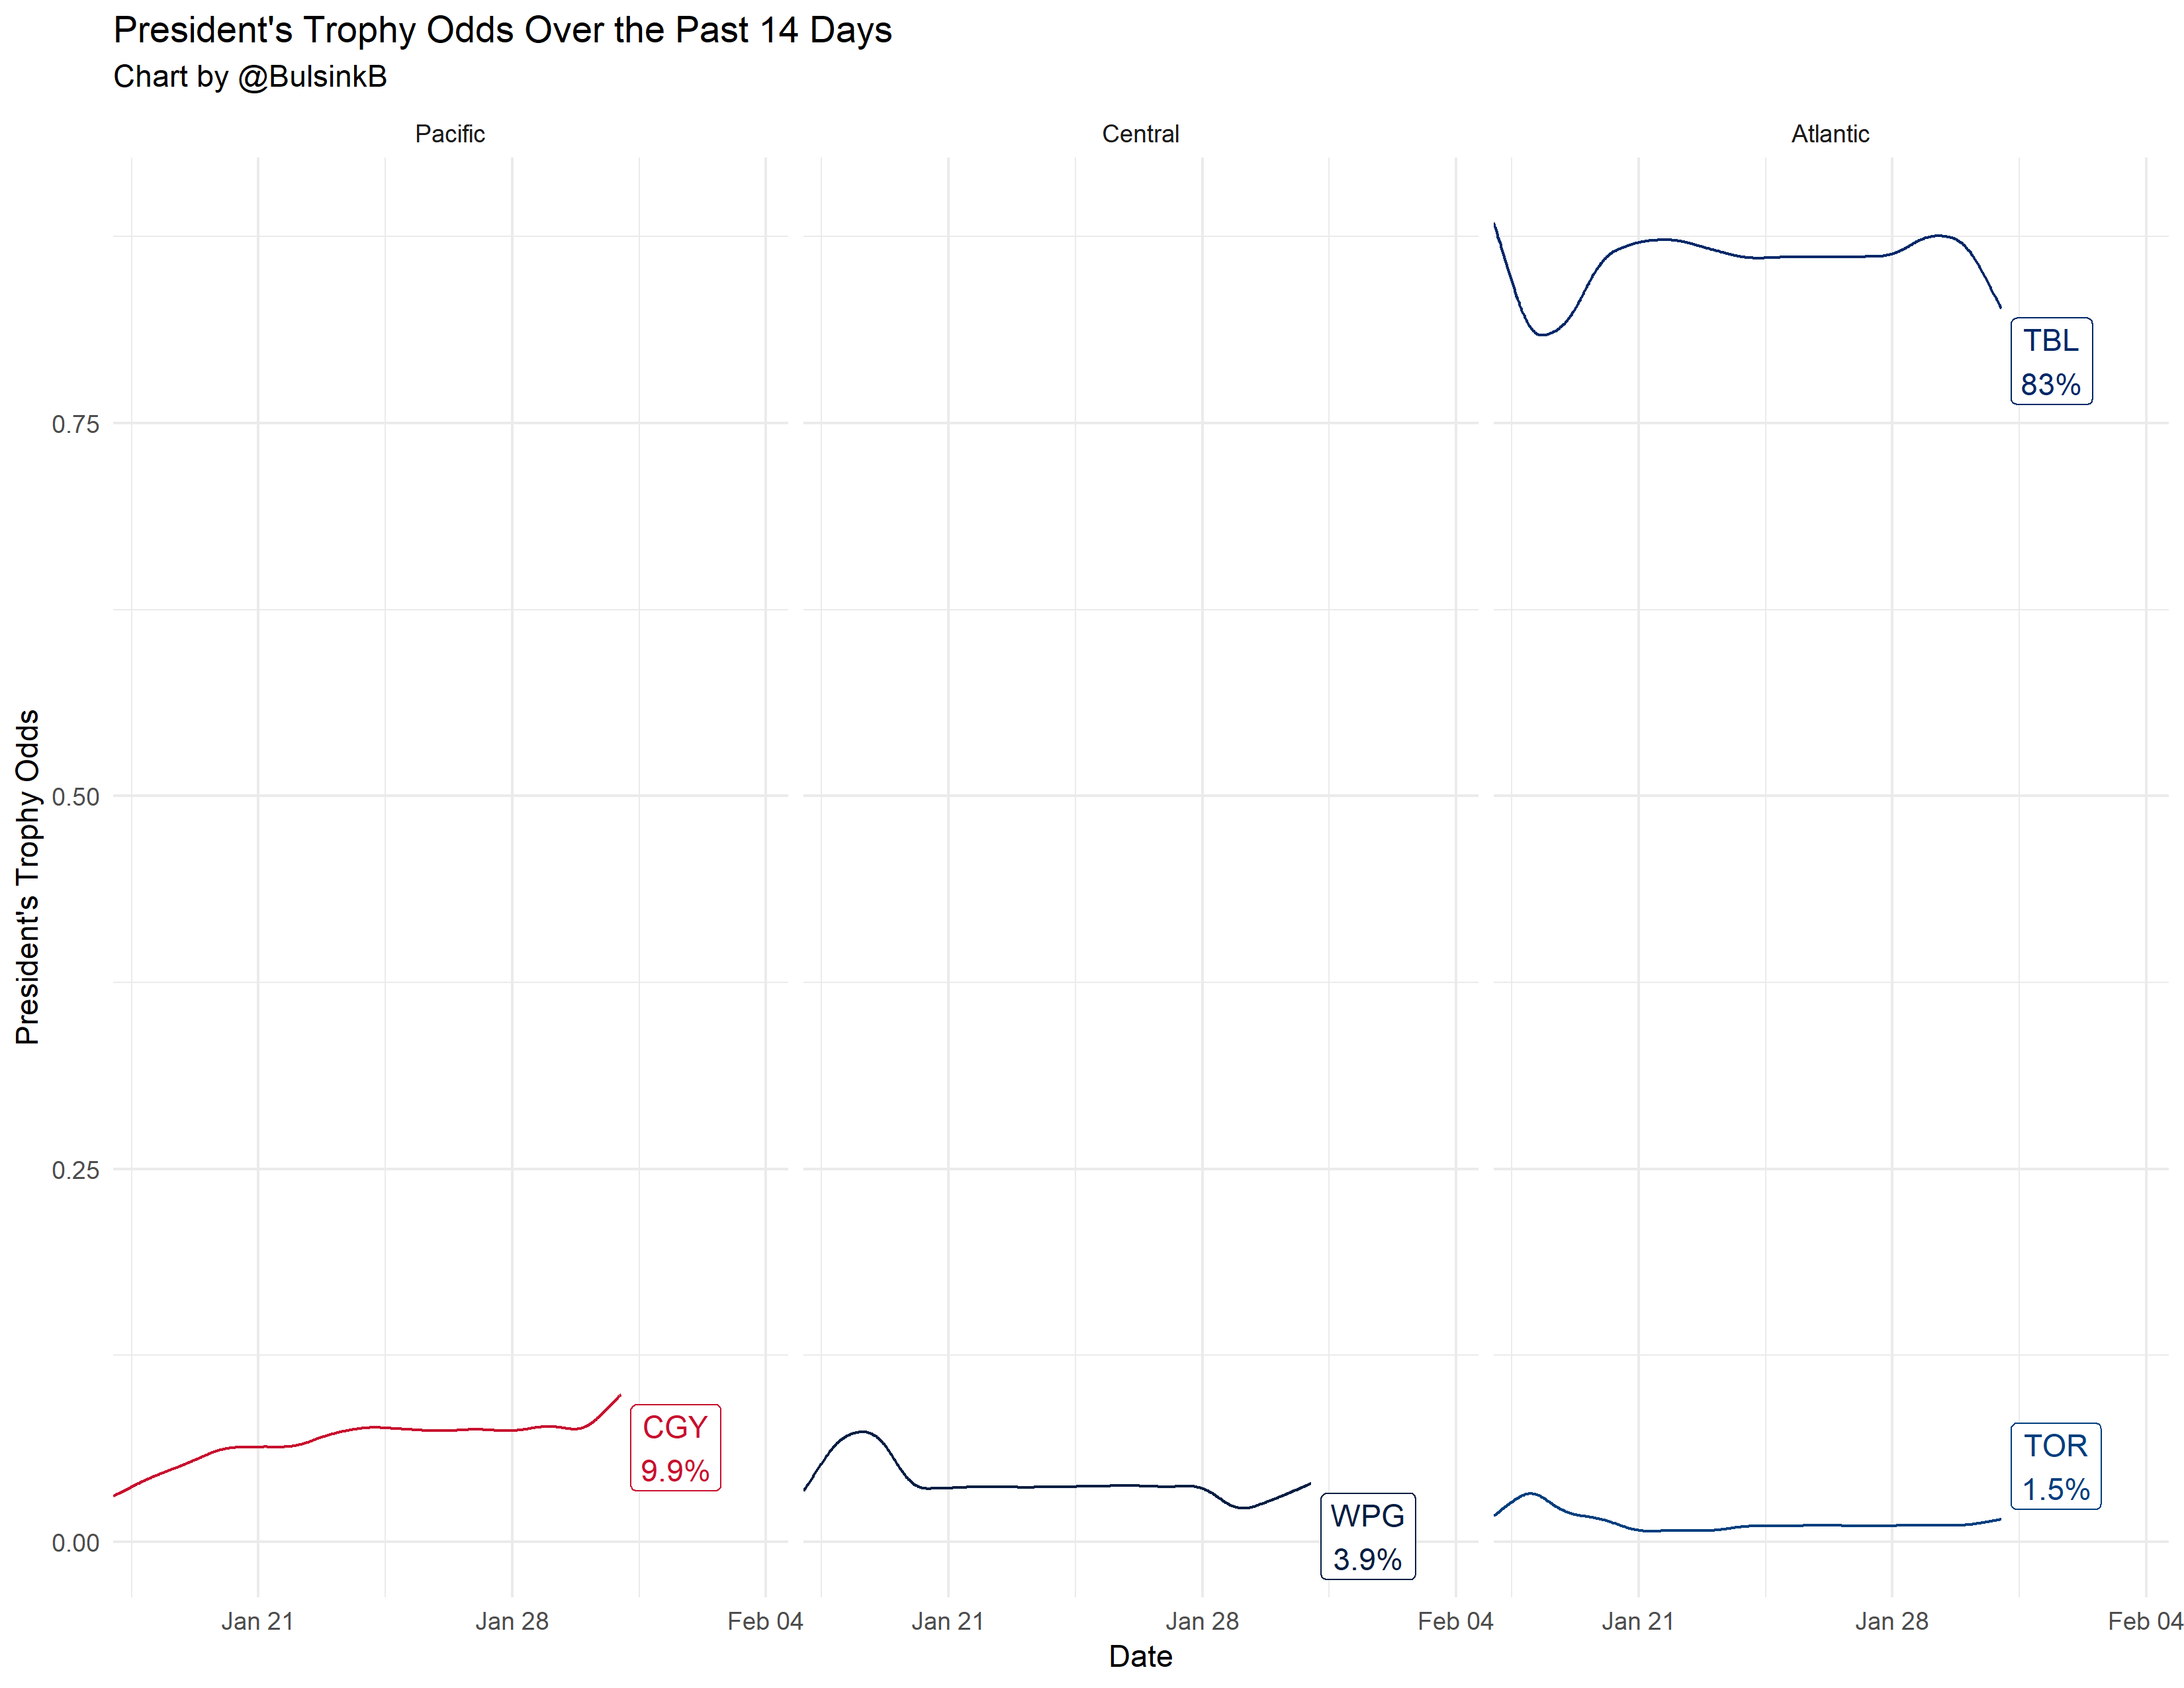 President's Trophy Odds Over the Past 14 Days
Chart by @BulsinkB
Pacific
Central
Atlantic
President's Trophy Odds
0.75
0.50
0.25
0.00
TBL
83%
CGY
9.9%
WPG
3.9%
TOR
1.5%
Jan 21
Jan 28
Feb 04
Jan 21
Jan 28
Feb 04
Jan 21
Jan 28
Feb 04
Date